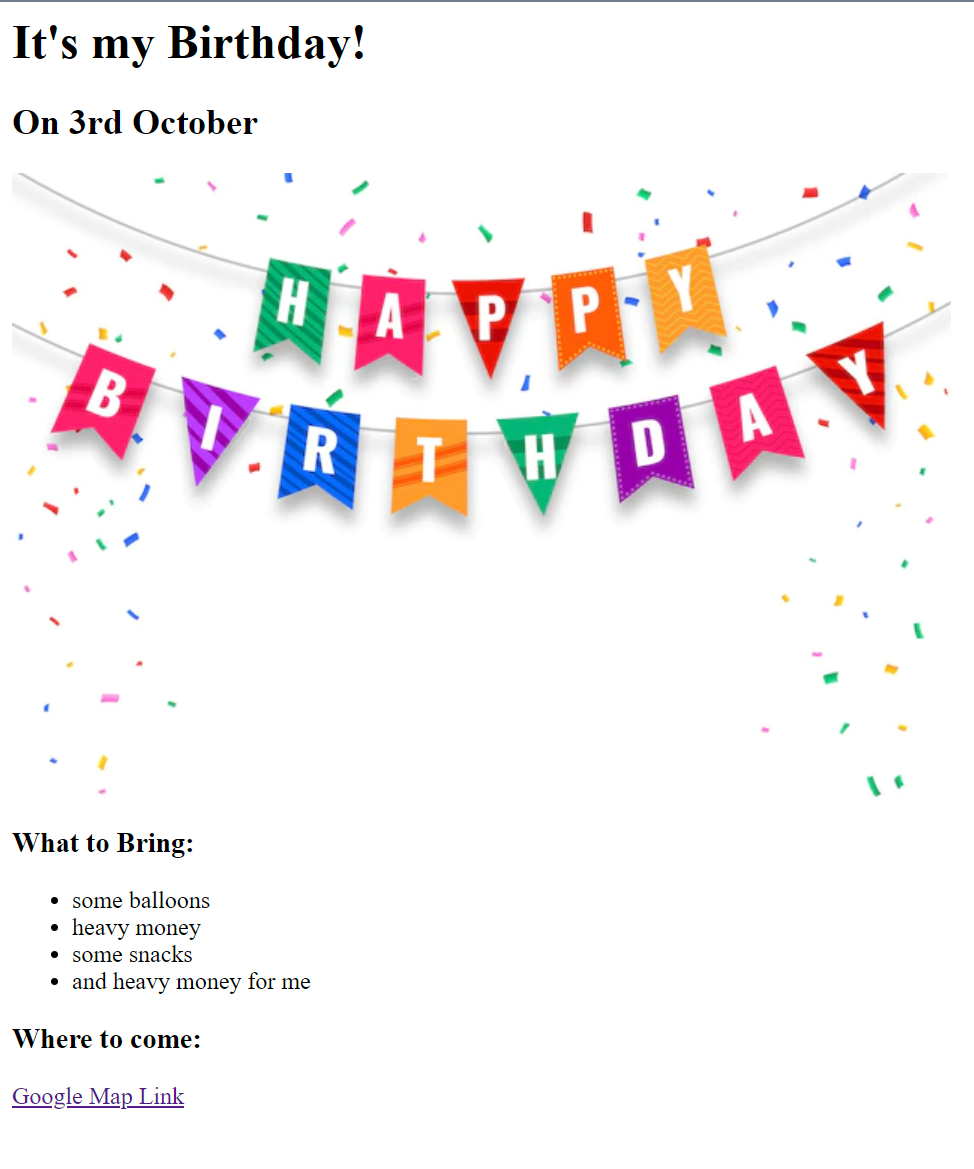 It's my Birthday!
On 3rd October
HAPPY
BIRTHDAY
What to Bring:
some balloons
heavy money
some snacks
and heavy money for me
Where to come:
Google Map Link